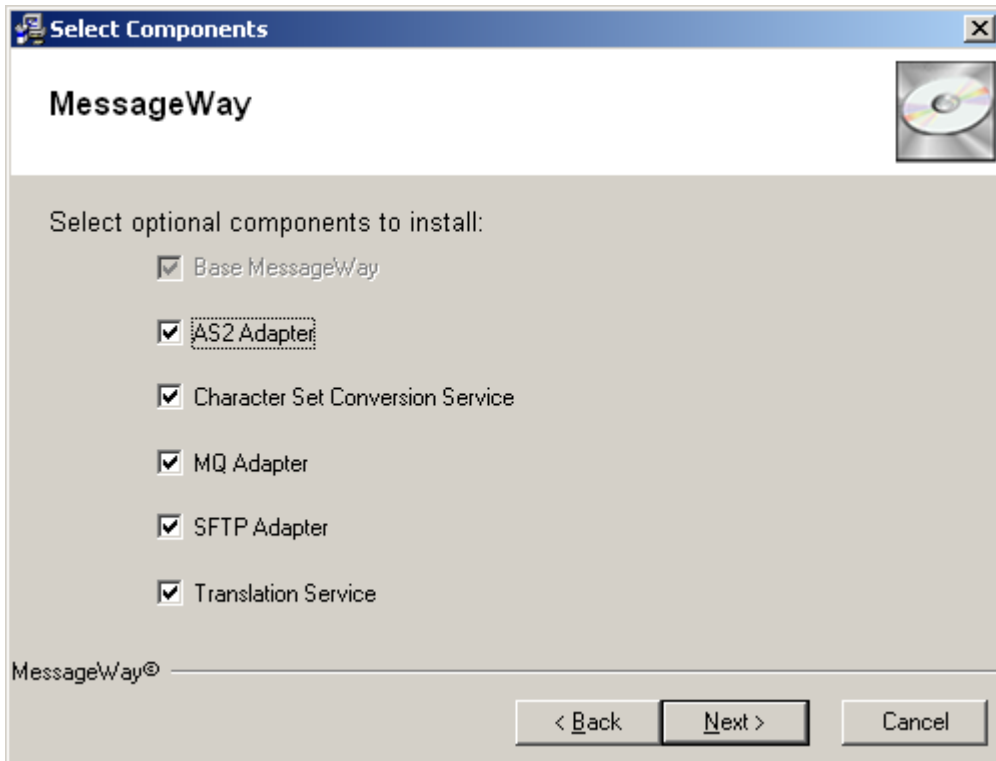 Select Components
MessageWay
Select optional components to install:
Base MessageWay
AS2 Adapter
Character Set Conversion Service
MQ Adapter
SFTP Adapter
Translation Service
MessageWay©
< Back Next > Cancel